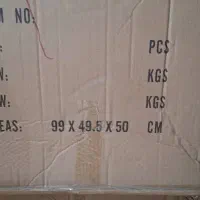 M NO:
: PCS
N: KGS
N: KGS
EAS: 99 X 49.5 X 50 CM